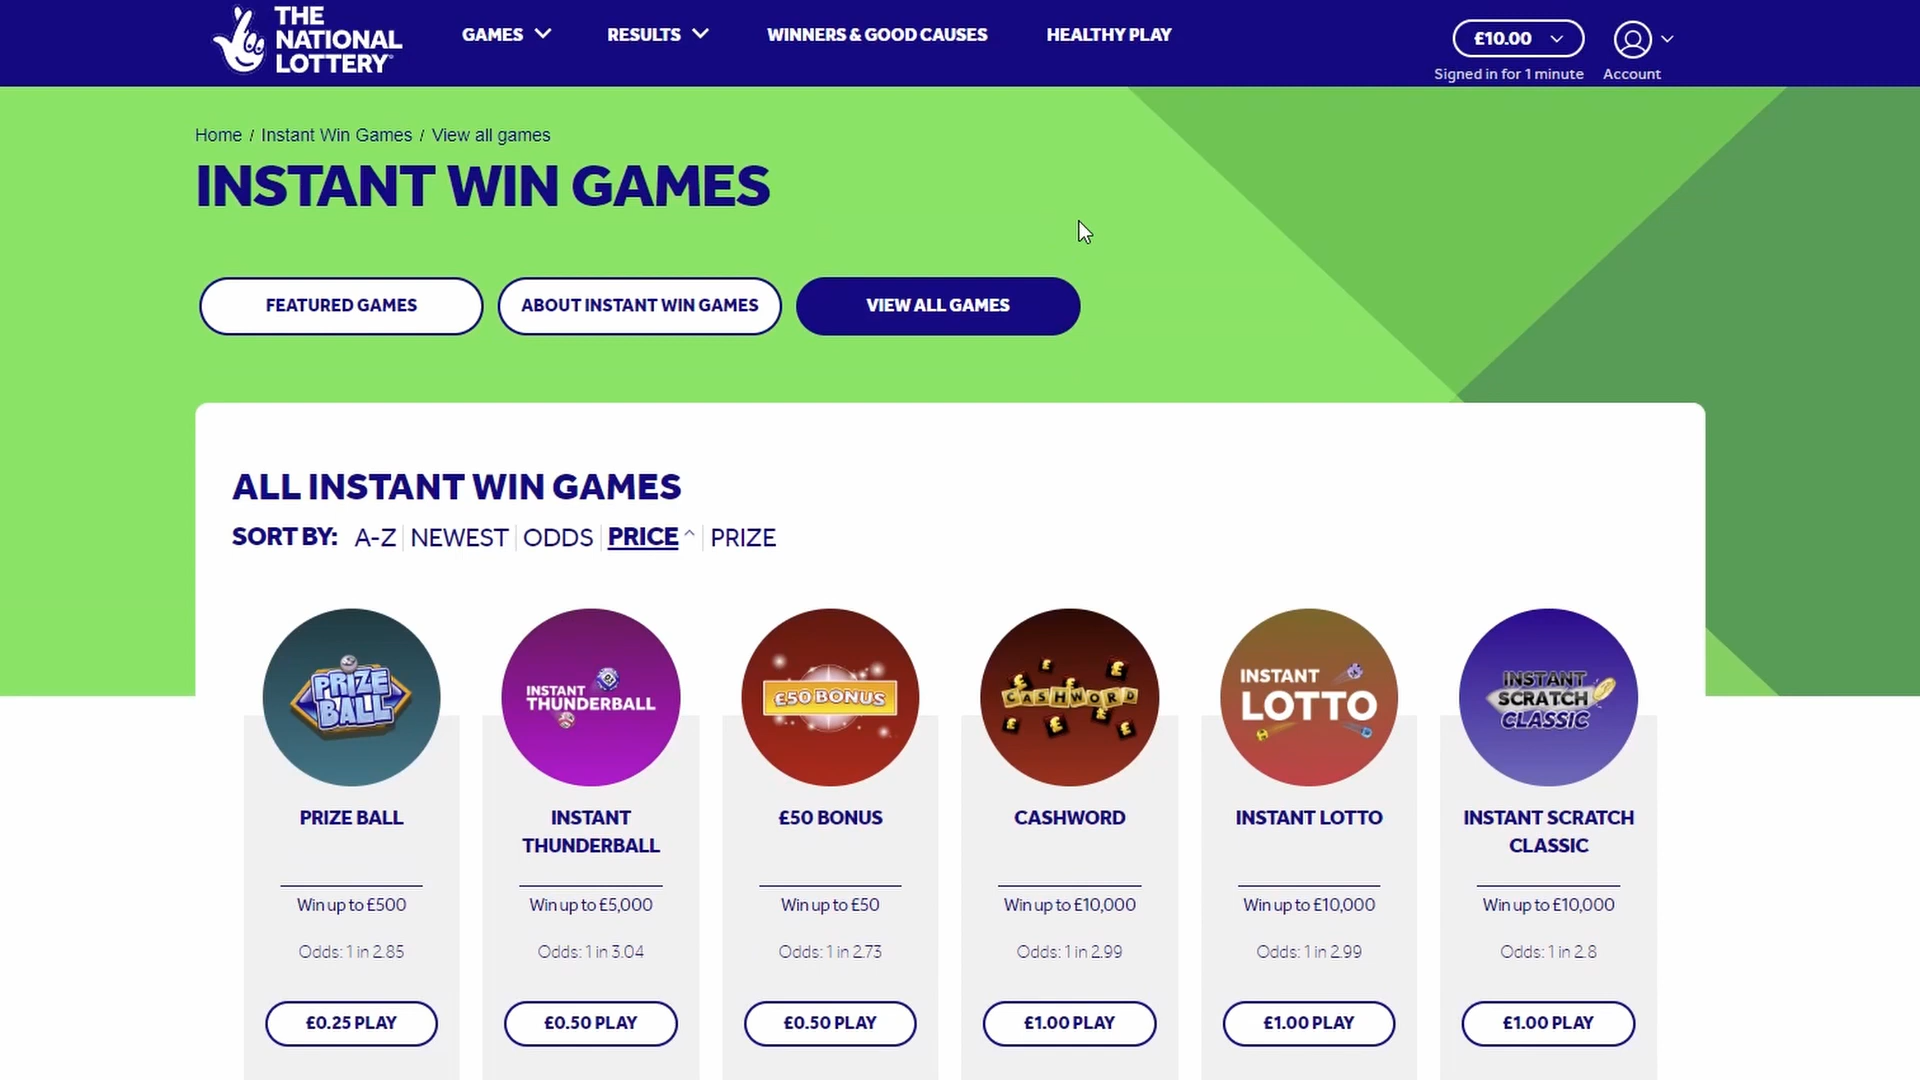 THE
NATIONAL
LOTTERY
GAMES
RESULTS
WINNERS & GOOD CAUSES
HEALTHY PLAY
£10.00
Signed in for 1 minute
Account
Home / Instant Win Games / View all games
INSTANT WIN GAMES
FEATURED GAMES
ABOUT INSTANT WIN GAMES
VIEW ALL GAMES
ALL INSTANT WIN GAMES
SORT BY: A-Z NEWEST ODDS PRICE ^ PRIZE
PRIZE
BALL
PRIZE BALL
Win up to £500
Odds: 1 in 2.85
£0.25 PLAY
INSTANT
THUNDERBALL
INSTANT
THUNDERBALL
Win up to £5,000
Odds: 1 in 3.04
£0.50 PLAY
£50 BONUS
£50 BONUS
Win up to £50
Odds: 1 in 2.73
£0.50 PLAY
CASHWORD
CASHWORD
Win up to £10,000
Odds: 1 in 2.99
£1.00 PLAY
INSTANT
LOTTO
INSTANT LOTTO
Win up to £10,000
Odds: 1 in 2.99
£1.00 PLAY
INSTANT
SCRATCH
CLASSIC
INSTANT SCRATCH
CLASSIC
Win up to £10,000
Odds: 1 in 2.8
£1.00 PLAY